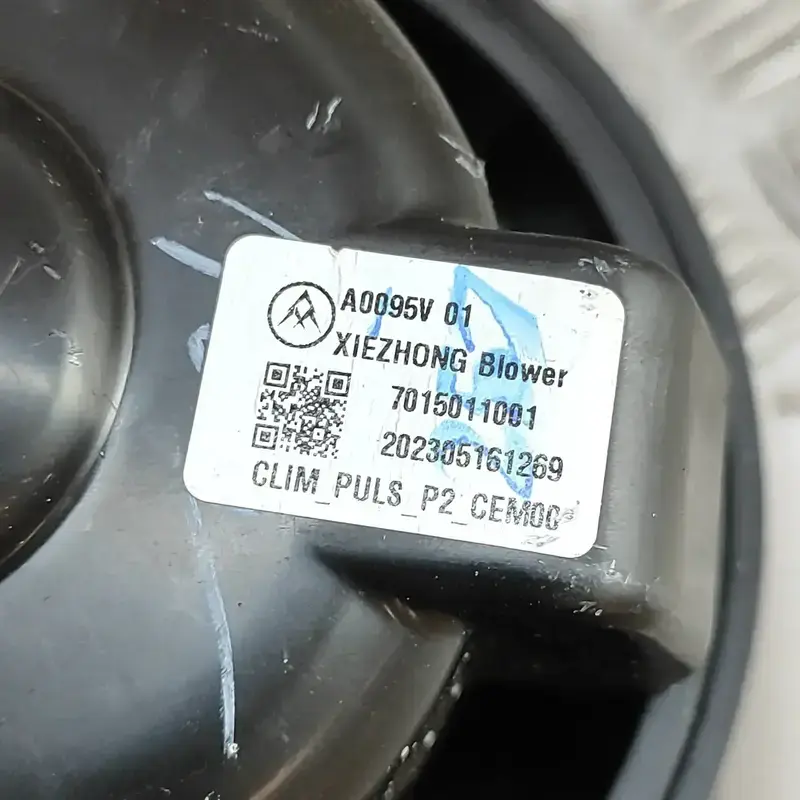 A0095V 01
XIEZHONG Blower
7015011001
202305161269
CLIM_PULS_P2_CEM00